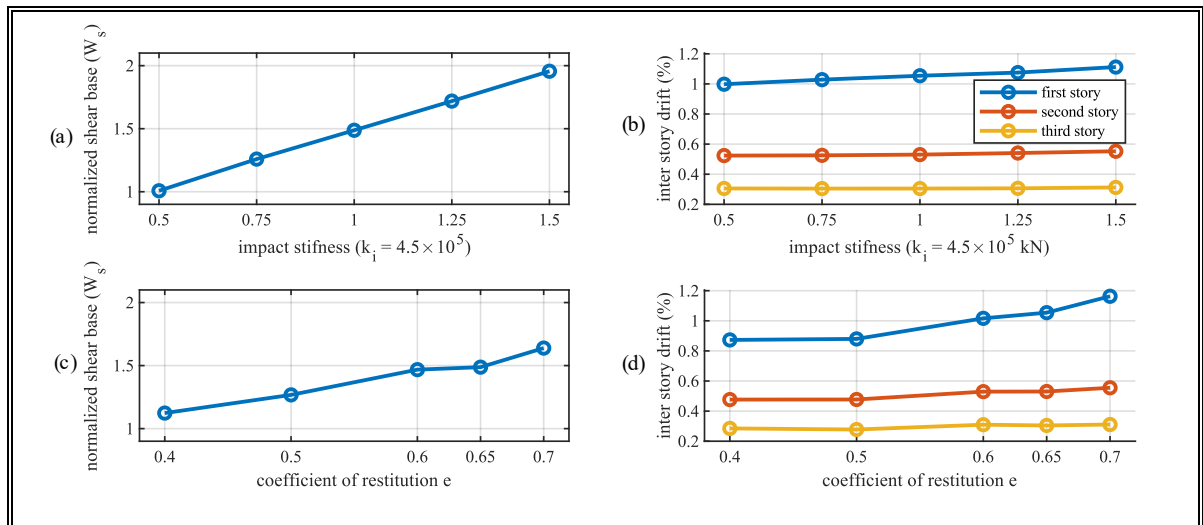 (a)
normalized shear base (W_s)
2
1.5
1
0.5 0.75 1 1.25 1.5
impact stifness (k_i = 4.5×10^5)
(b)
inter story drift (%)
1.2
1
0.8
0.6
0.4
0.2
first story
second story
third story
0.5 0.75 1 1.25 1.5
impact stifness (k_i = 4.5×10^5 kN)
(c)
normalized shear base (W_s)
2
1.5
1
0.4 0.5 0.6 0.65 0.7
coefficient of restitution e
(d)
inter story drift (%)
1.2
1
0.8
0.6
0.4
0.2
0.4 0.5 0.6 0.65 0.7
coefficient of restitution e